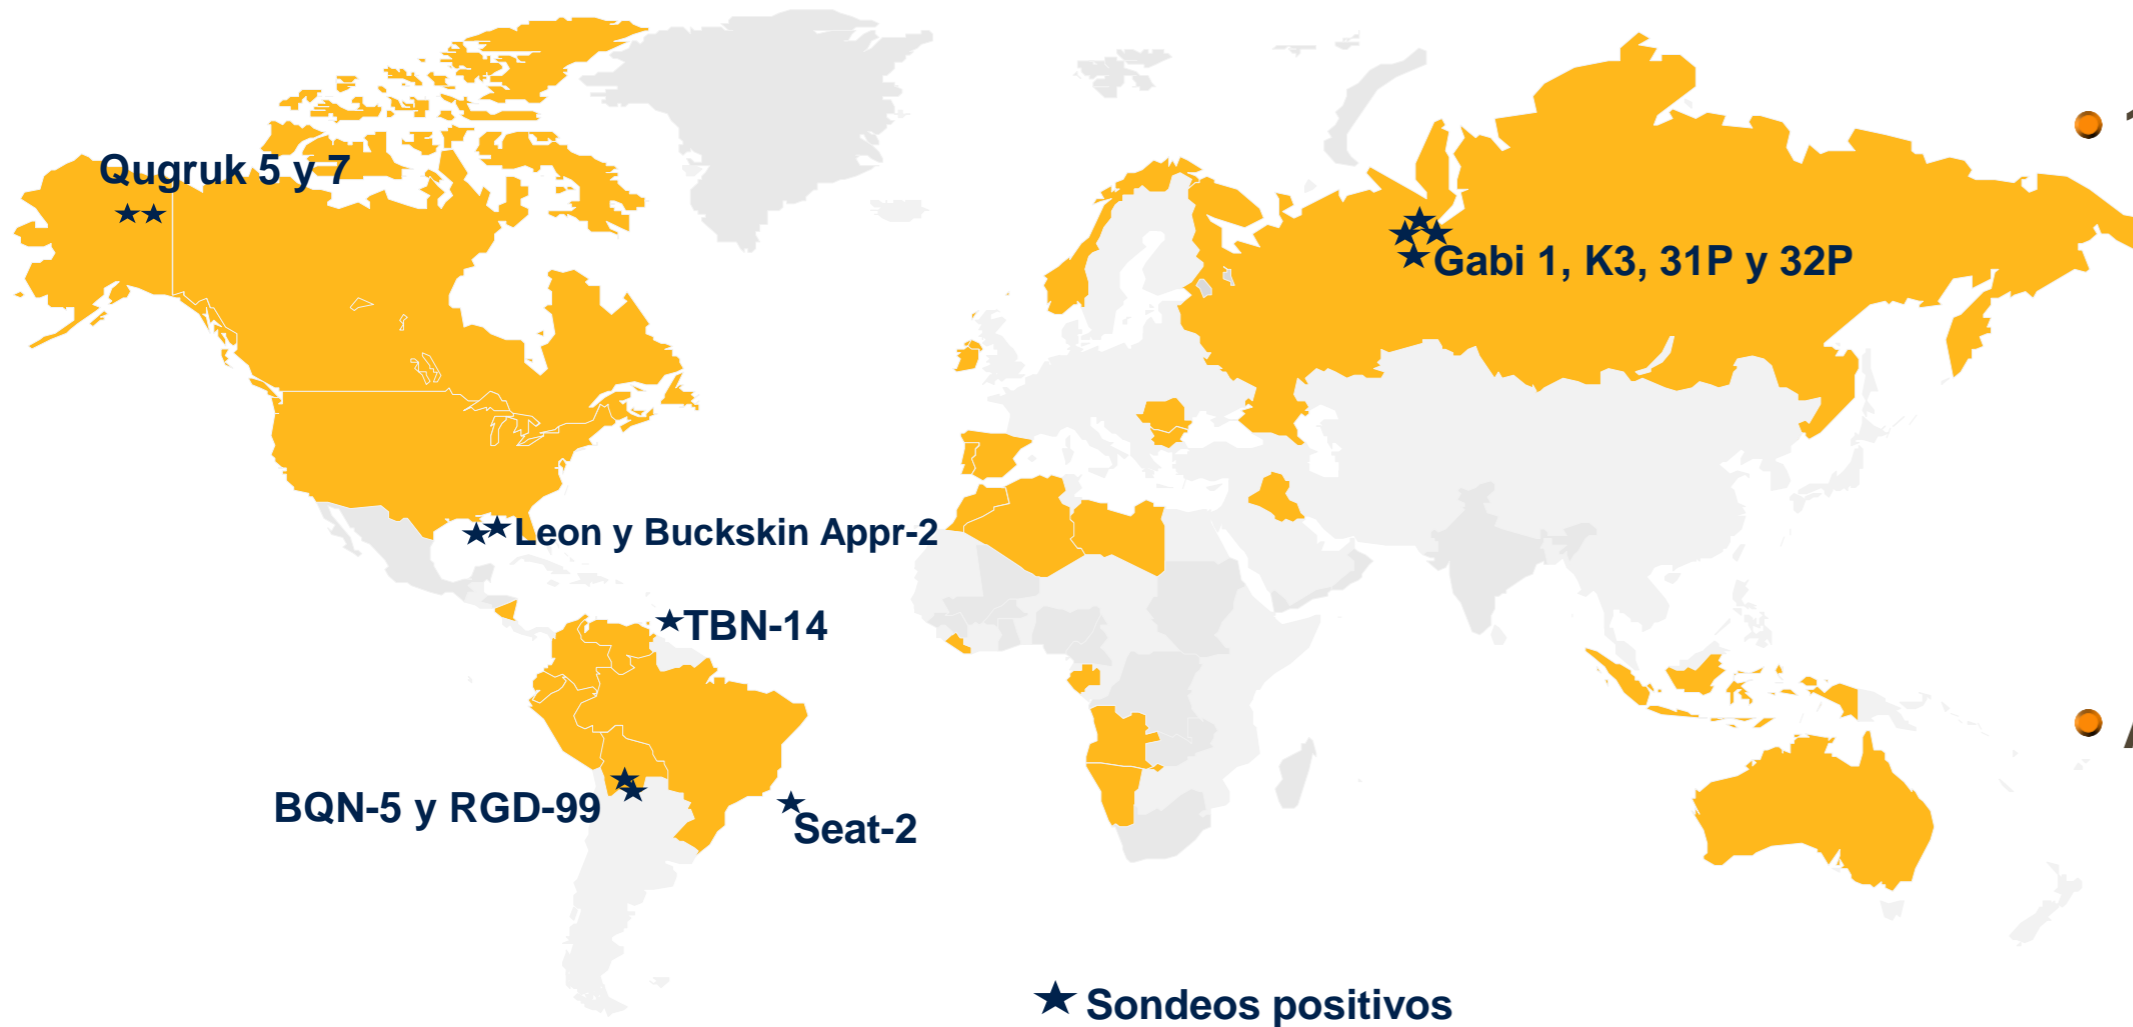 Qugruk 5 y 7
Gabi 1, K3, 31P y 32P
Leon y Buckskin Appr-2
TBN-14
BQN-5 y RGD-99
Seat-2
Sondeos positivos